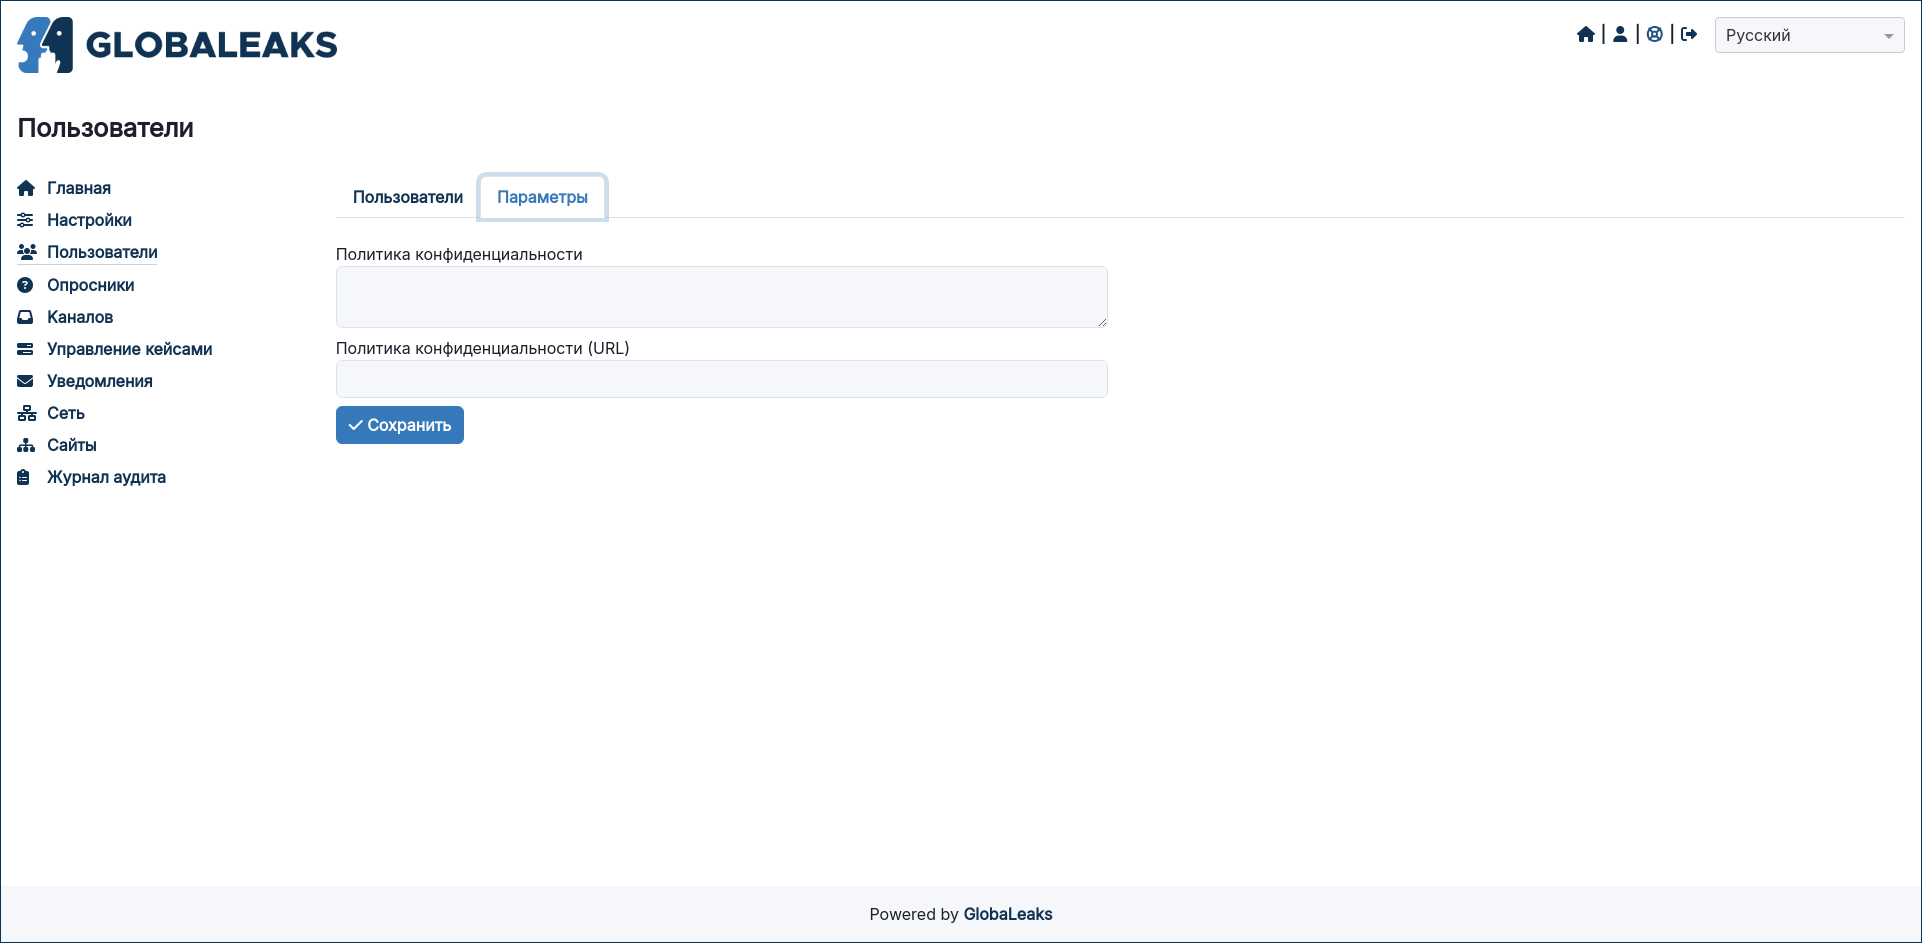 GLOBALEAKS
Русский
Пользователи
Главная
Настройки
Пользователи
Опросники
Каналов
Управление кейсами
Уведомления
Сеть
Сайты
Журнал аудита
Пользователи
Параметры
Политика конфиденциальности
Политика конфиденциальности (URL)
Сохранить
Powered by GlobaLeaks